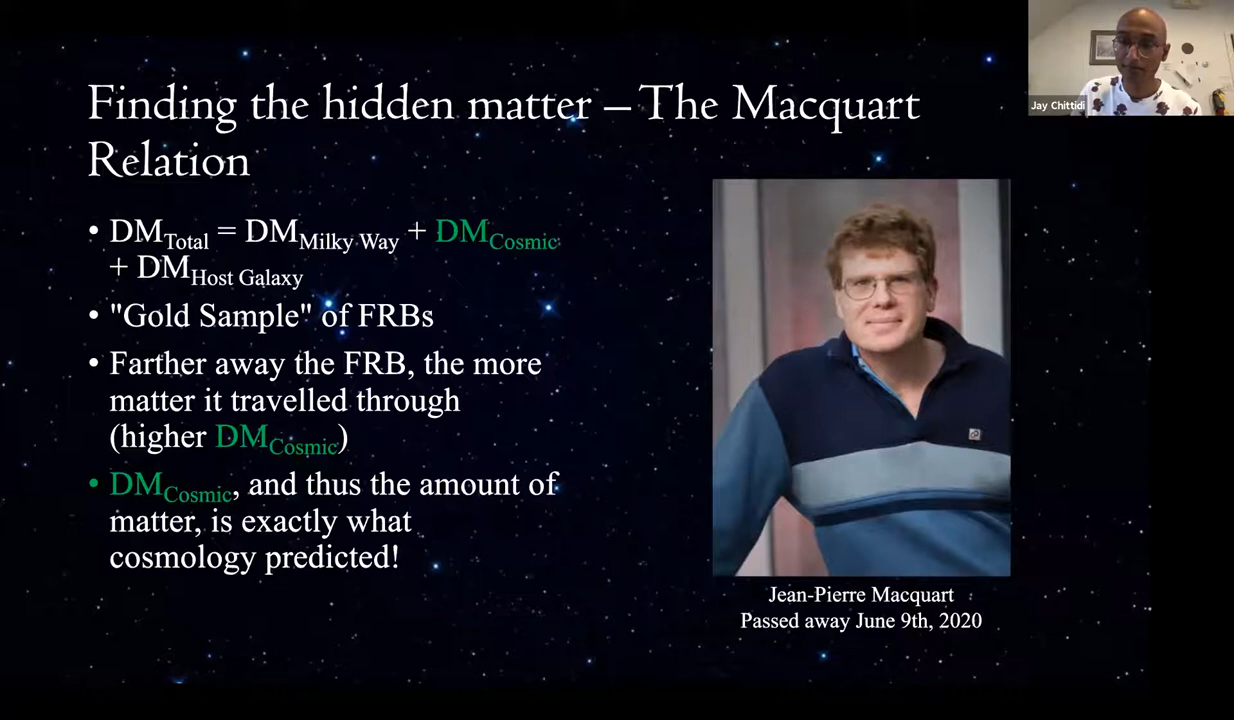 Finding the hidden matter – The Macquart
Relation
• DMTotal = DMMilky Way + DMCosmic
+ DMHost Galaxy
• "Gold Sample" of FRBs
• Farther away the FRB, the more
matter it travelled through
(higher DMCosmic)
• DMCosmic, and thus the amount of
matter, is exactly what
cosmology predicted!
Jean-Pierre Macquart
Passed away June 9th, 2020
Jay Chittidi